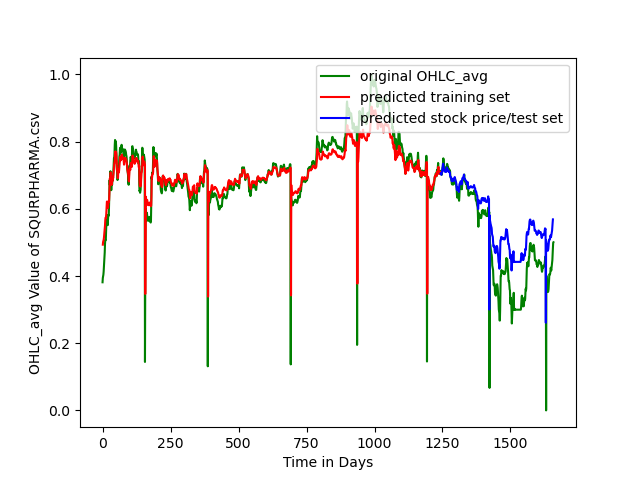 original OHLC_avg
predicted training set
predicted stock price/test set
1.0
0.8
0.6
0.4
0.2
0.0
OHLC_avg Value of SQURPHARMA.csv
0 250 500 750 1000 1250 1500
Time in Days